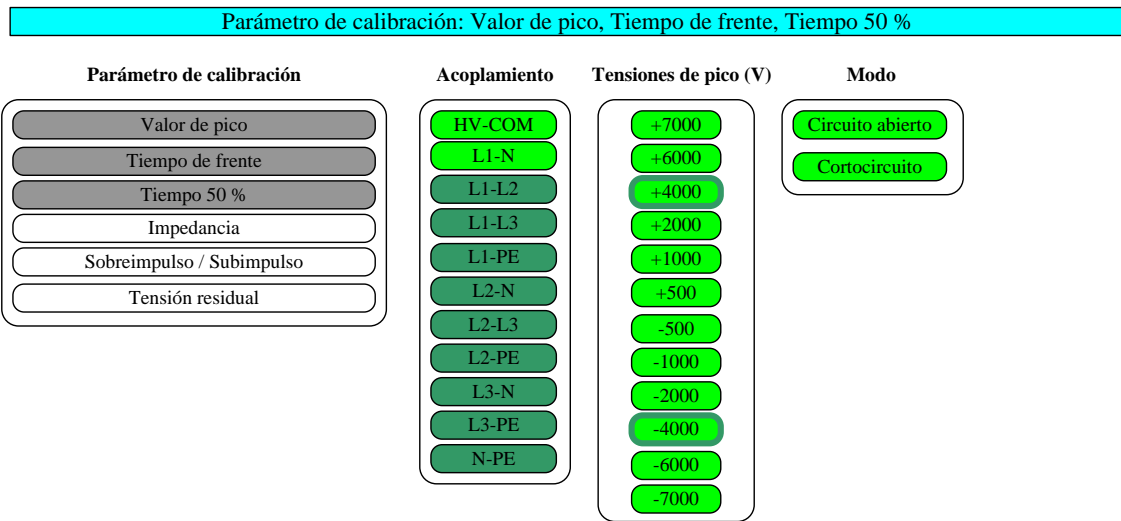 Parámetro de calibración: Valor de pico, Tiempo de frente, Tiempo 50 %
Parámetro de calibración
Valor de pico
Tiempo de frente
Tiempo 50 %
Impedancia
Sobreimpulso / Subimpulso
Tensión residual
Acoplamiento
HV-COM
L1-N
L1-L2
L1-L3
L1-PE
L2-N
L2-L3
L2-PE
L3-N
L3-PE
N-PE
Tensiones de pico (V)
+7000
+6000
+4000
+2000
+1000
+500
-500
-1000
-2000
-4000
-6000
-7000
Modo
Circuito abierto
Cortocircuito